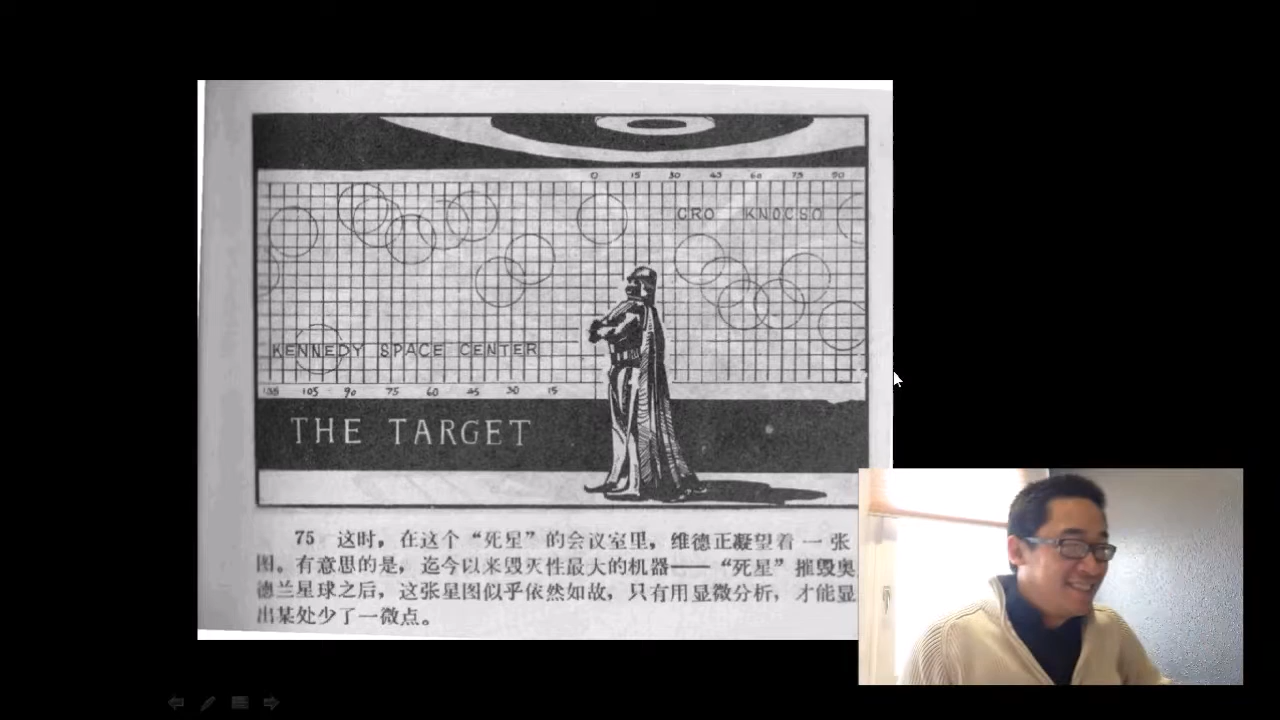 0 15 30 45 60 75 90
CRO KNOCSO
KENNEDY SPACE CENTER
135 105 90 75 60 45 30 15
THE TARGET
75 这时，在这个“死星”的会议室里，维德正凝望着一张
图。有意思的是，迄今以来毁灭性最大的机器——“死星”摧毁奥
德兰星球之后，这张星图似乎依然如故，只有用显微分析，才能显
出某处少了一微点。